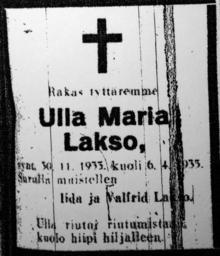 Rakas tyttäremme
Ulla Maria
Lakso,
synt. 30. 11. 1933. kuoli 6. 4. 1935.
Surulla muistellen
Iida ja Valfrid Lakso.
Ulla riutui riutumistaan,
kuolo hiipi hiljalleen.